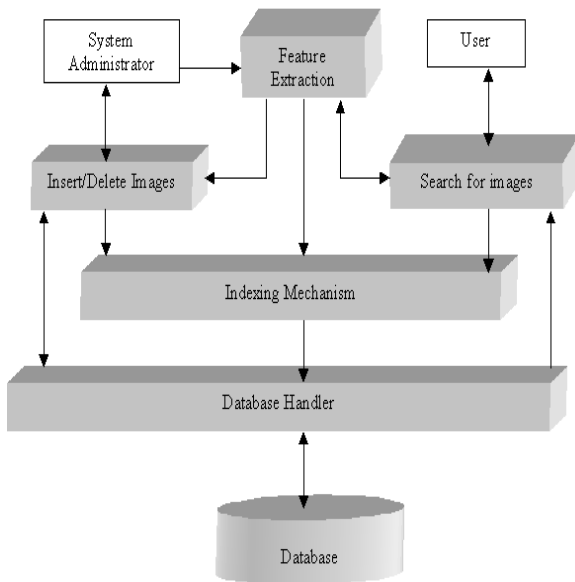 System
Administrator
Feature
Extraction
User
Insert/Delete Images
Search for images
Indexing Mechanism
Database Handler
Database